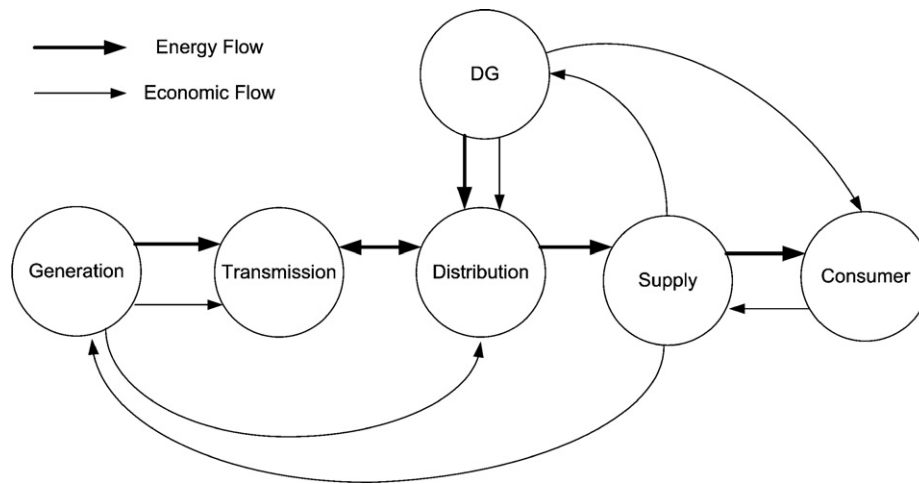 Energy Flow
Economic Flow
DG
Generation
Transmission
Distribution
Supply
Consumer